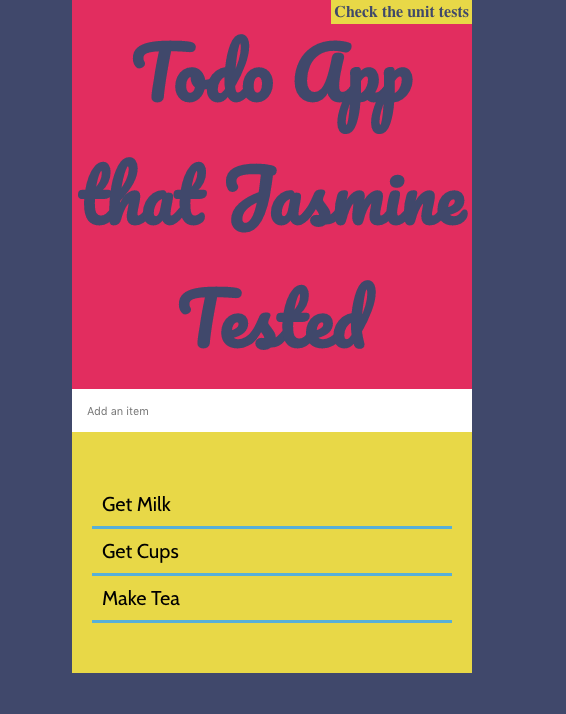 Check the unit tests
Todo App
that Jasmine
Tested
Add an item
Get Milk
Get Cups
Make Tea